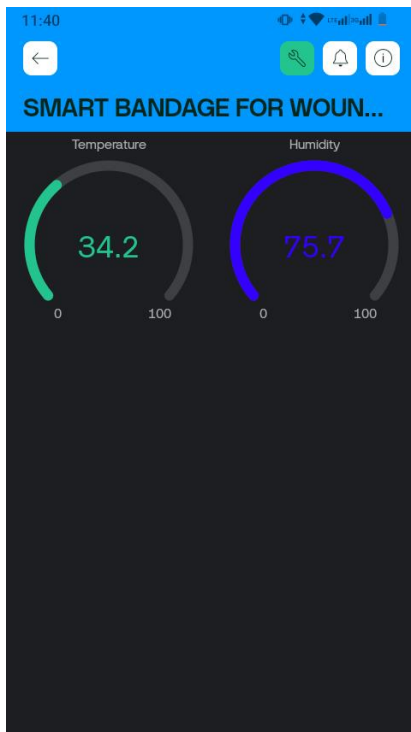 11:40
SMART BANDAGE FOR WOUN...
Temperature
Humidity
34.2
75.7
0
100
0
100